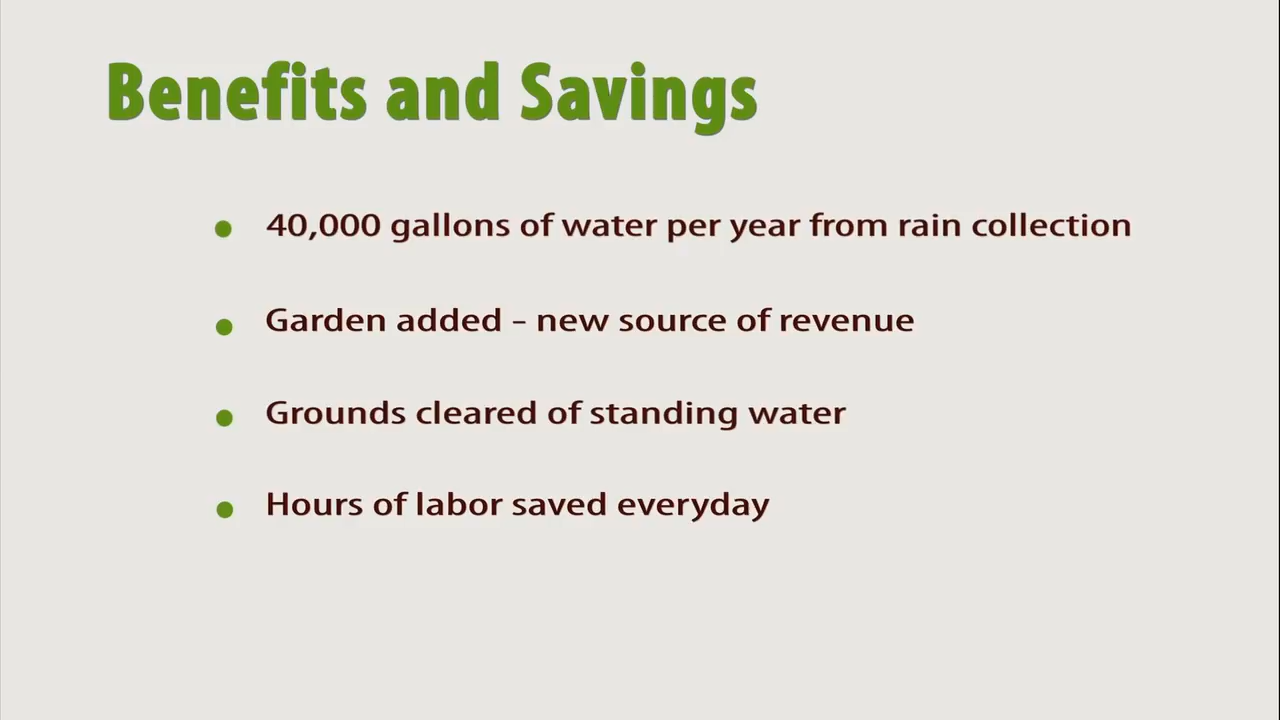 Benefits and Savings
40,000 gallons of water per year from rain collection
Garden added - new source of revenue
Grounds cleared of standing water
Hours of labor saved everyday